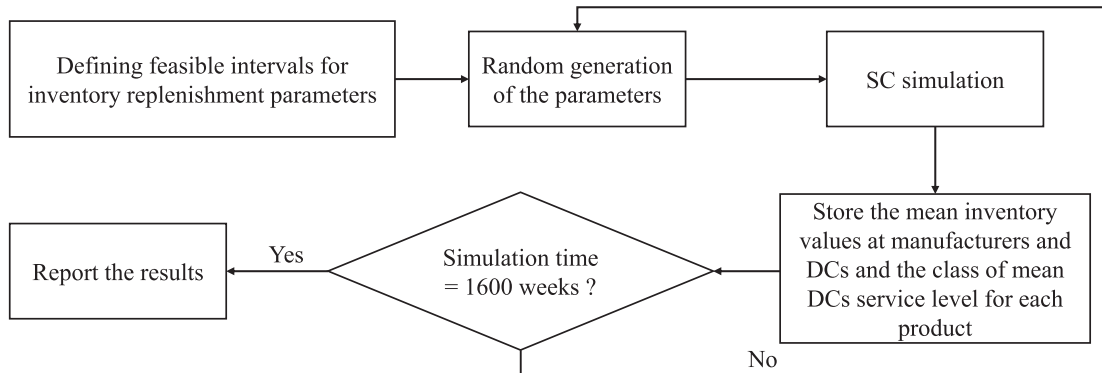 Defining feasible intervals for
inventory replenishment parameters
Random generation
of the parameters
SC simulation
Store the mean inventory
values at manufacturers and
DCs and the class of mean
DCs service level for each
product
Simulation time
= 1600 weeks ?
Yes
Report the results
No